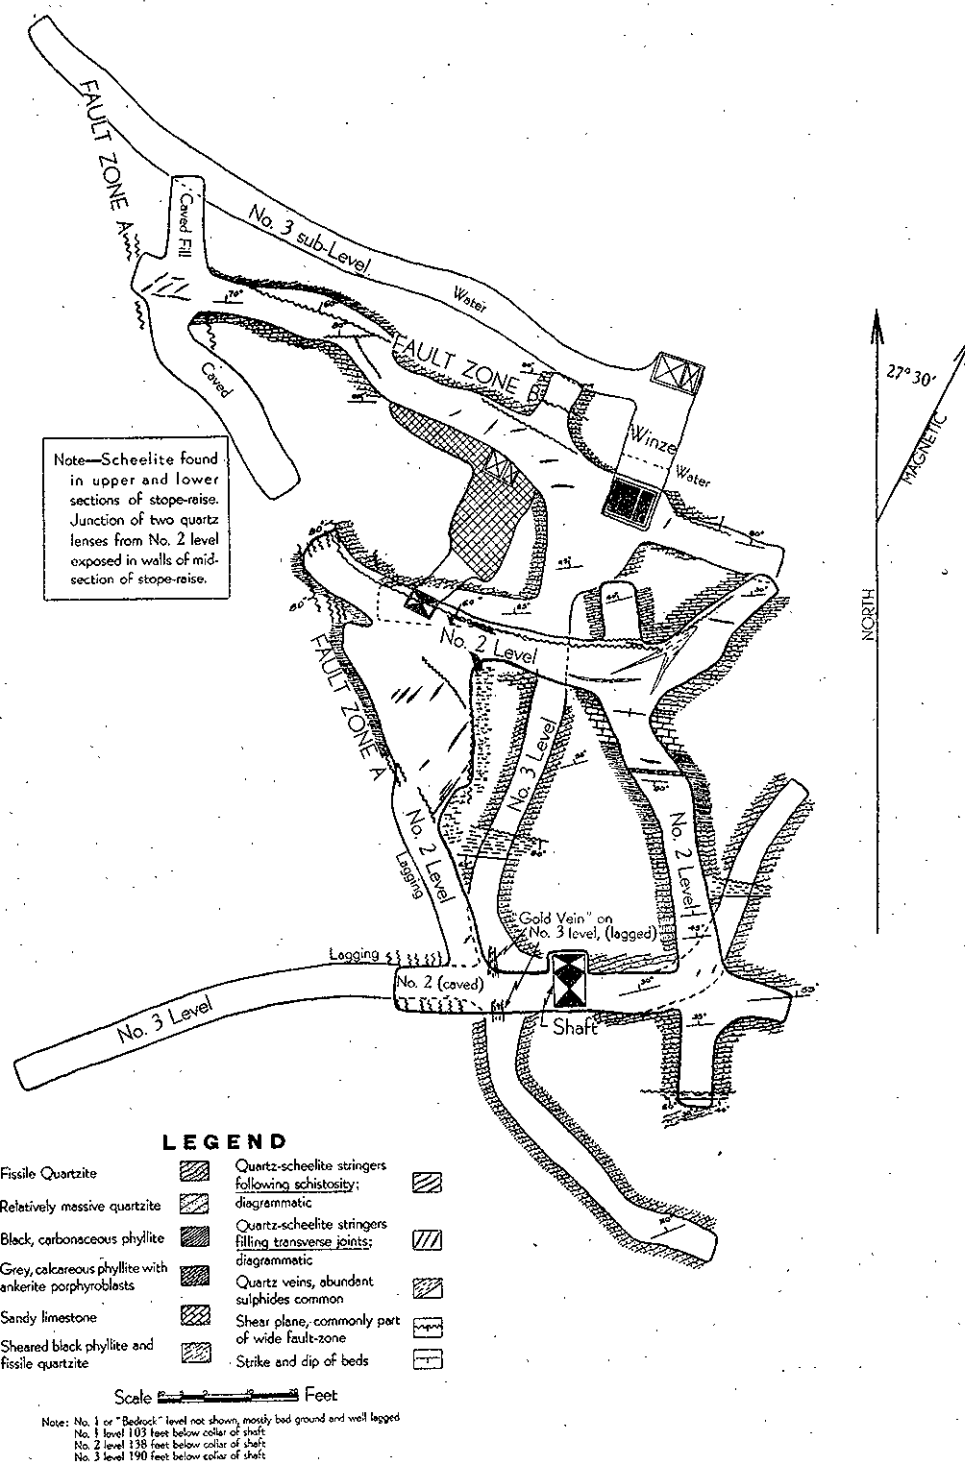 FAULT ZONE A
Caved Fill
No. 3 sub-Level
Water
70°
60°
80°
FAULT ZONE B
Caved
Winze
Water
27° 30'
MAGNETIC
NORTH
Note—Scheelite found
in upper and lower
sections of stope-raise.
Junction of two quartz
lenses from No. 2 level
exposed in walls of mid-
section of stope-raise.
80°
80°
No. 2 Level
FAULT ZONE A
No. 3 Level
No. 2 Level
No. 2 Level
Lagging
"Gold Vein" on
No. 3 level, (lagged)
Lagging
No. 2 (caved)
No. 3 Level
Shaft
LEGEND
Fissile Quartzite
Relatively massive quartzite
Black, carbonaceous phyllite
Grey, calcareous phyllite with
ankerite porphyroblasts
Sandy limestone
Sheared black phyllite and
fissile quartzite
Quartz-scheelite stringers
following schistosity;
diagrammatic
Quartz-scheelite stringers
filling transverse joints;
diagrammatic
Quartz veins, abundant
sulphides common
Shear plane, commonly part
of wide fault-zone
Strike and dip of beds
Scale Feet
Note: No. 1 or "Bedrock" level not shown, mostly bad ground and well lagged
No. 1 level 103 feet below collar of shaft
No. 2 level 138 feet below collar of shaft
No. 3 level 190 feet below collar of shaft